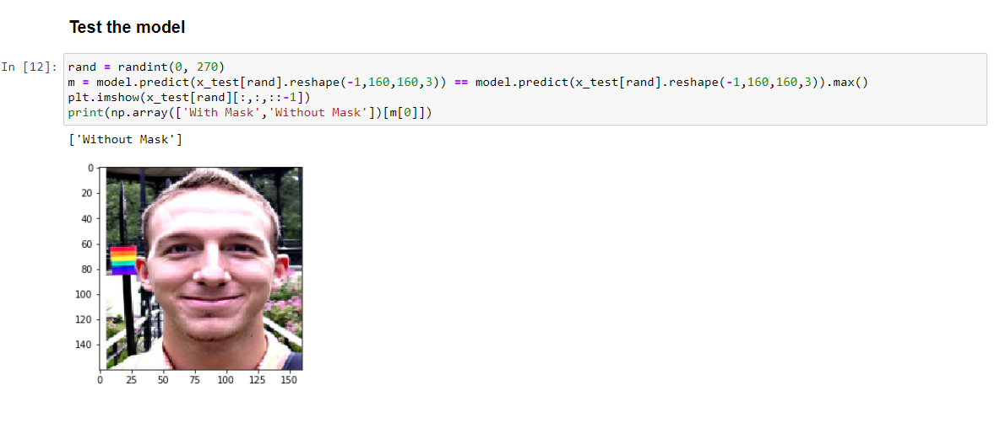 Test the model
In [12]:
rand = randint(0, 270)
m = model.predict(x_test[rand].reshape(-1,160,160,3)) == model.predict(x_test[rand].reshape(-1,160,160,3)).max()
plt.imshow(x_test[rand][:,:,::-1])
print(np.array(['With Mask','Without Mask'])[m[0]])
['Without Mask']
0
20
40
60
80
100
120
140
0 25 50 75 100 125 150